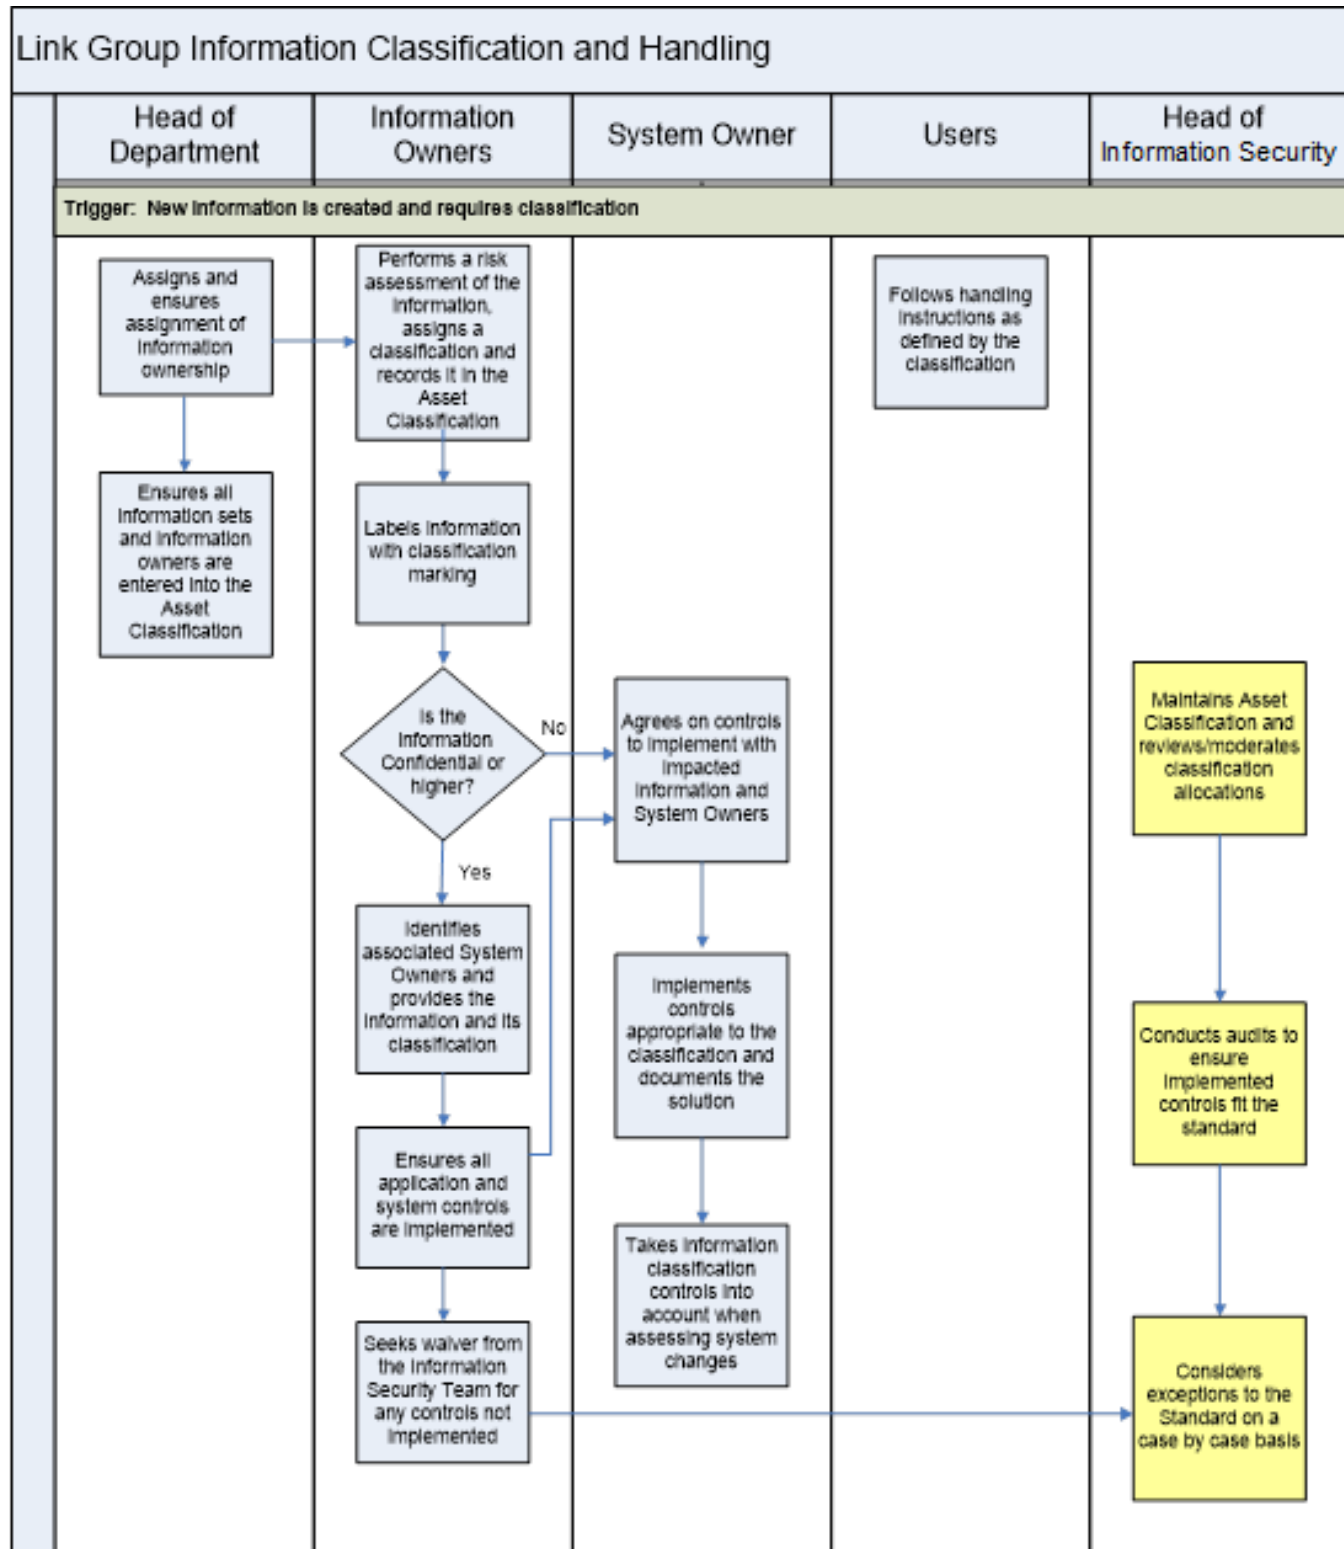 Link Group Information Classification and Handling
Head of
Department
Information
Owners
System Owner
Users
Head of
Information Security
Trigger: New Information is created and requires classification
Assigns and
ensures
assignment of
Information
ownership
Ensures all
Information sets
and Information
owners are
entered into the
Asset
Classification
Performs a risk
assessment of the
Information,
assigns a
classification and
records it in the
Asset
Classification
Labels Information
with classification
marking
Is the
Information
Confidential or
higher?
No
Yes
Identifies
associated System
Owners and
provides the
Information and its
classification
Ensures all
application and
system controls
are Implemented
Seeks waiver from
the Information
Security Team for
any controls not
Implemented
Agrees on controls
to Implement with
Impacted
Information and
System Owners
Implements
controls
appropriate to the
classification and
documents the
solution
Takes Information
classification
controls Into
account when
assessing system
changes
Follows handling
Instructions as
defined by the
classification
Maintains Asset
Classification and
reviews/moderates
classification
allocations
Conducts audits to
ensure
Implemented
controls fit the
standard
Considers
exceptions to the
Standard on a
case by case basis